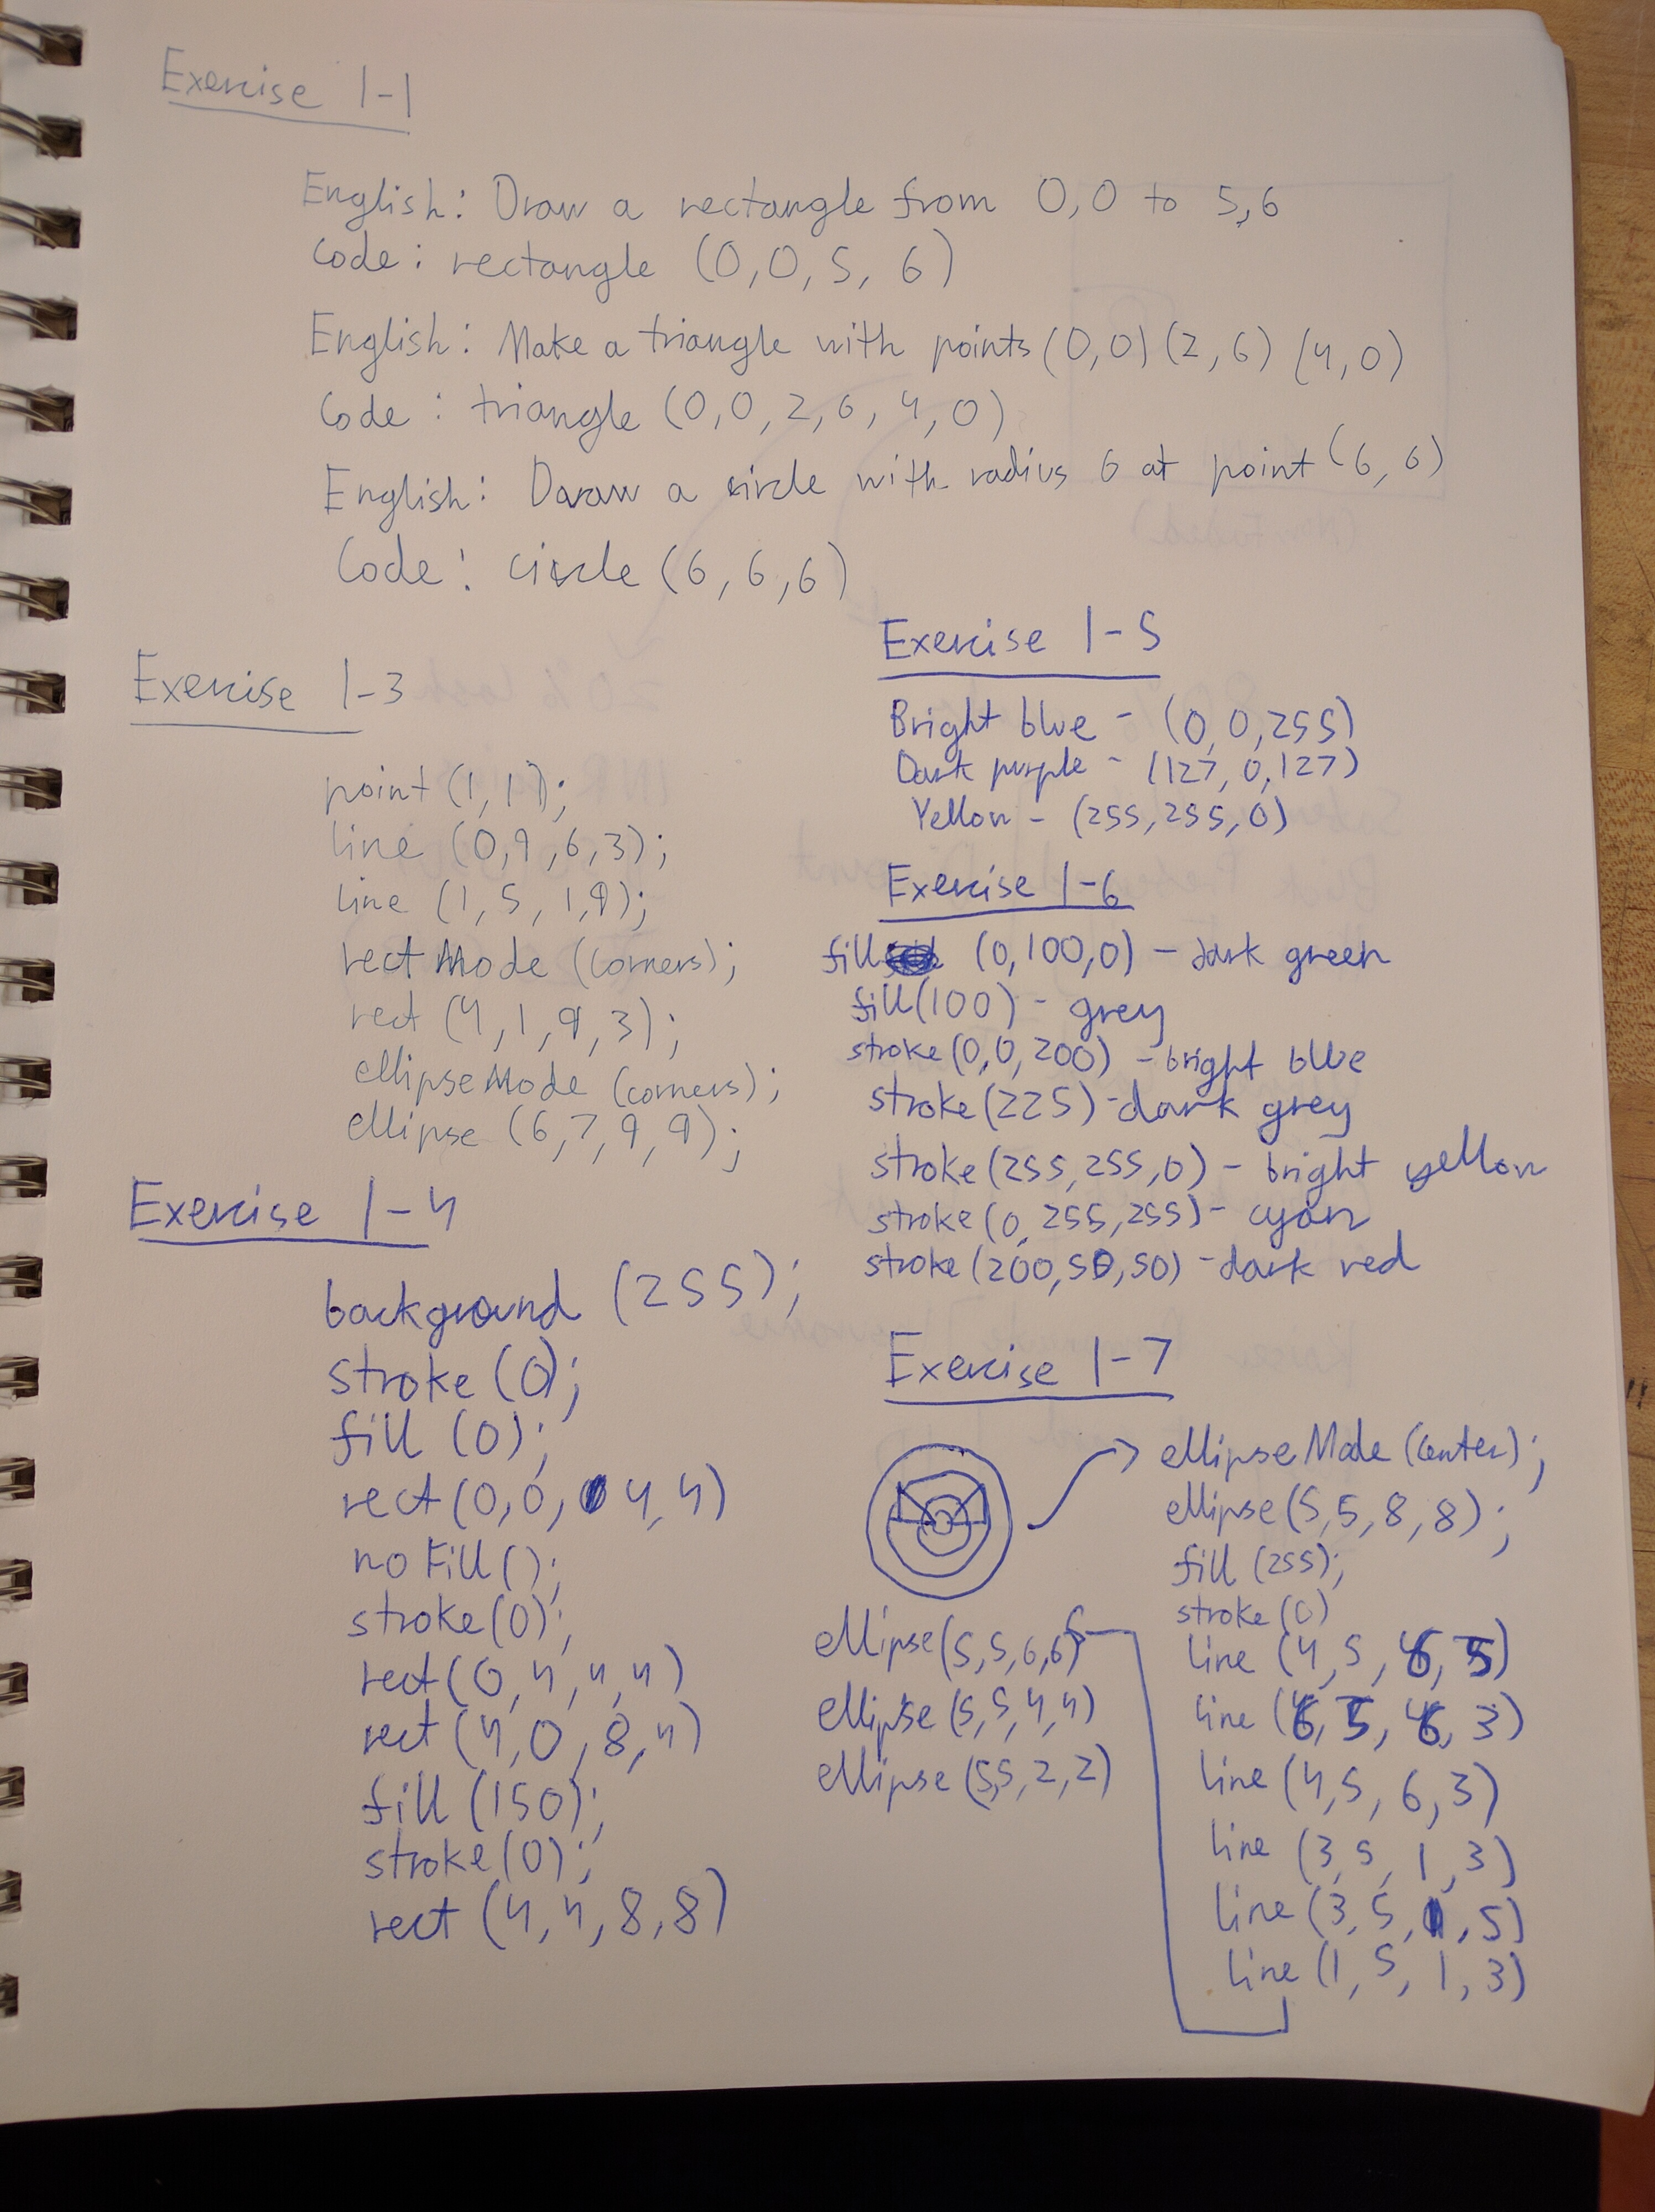 Exercise 1-1
English: Draw a rectangle from 0,0 to 5,6
Code: rectangle (0,0,5,6)
English: Make a triangle with points (0,0) (2,6) (4,0)
Code: triangle (0,0,2,6,4,0)
English: Draw a circle with radius 6 at point (6,6)
Code: circle (6,6,6)
Exercise 1-3
point (1,1);
line (0,9,6,3);
line (1,5,1,9);
rectMode (corners);
rect (4,1,9,3);
ellipseMode (corners);
ellipse (6,7,9,9);
Exercise 1-4
background (255);
stroke (0);
fill (0);
rect (0,0,4,4)
noFill();
stroke(0);
rect (0,4,4,4)
rect (4,0,8,4)
fill (150);
stroke(0);
rect (4,4,8,8)
Exercise 1-5
Bright blue - (0,0,255)
Dark purple - (127,0,127)
Yellow - (255,255,0)
Exercise 1-6
fill (0,100,0) - dark green
fill(100) - grey
stroke(0,0,200) - bright blue
stroke(225) - dark grey
stroke(255,255,0) - bright yellow
stroke(0,255,255) - cyan
stroke(200,50,50) - dark red
Exercise 1-7
ellipseMode (center);
ellipse(5,5,8,8);
fill (255);
stroke(0)
line (4,5,6,5)
line (6,5,6,3)
line (4,5,6,3)
line (3,5,1,3)
line (3,5,1,5)
line (1,5,1,3)
ellipse(5,5,6,6)
ellipse (5,5,4,4)
ellipse (5,5,2,2)